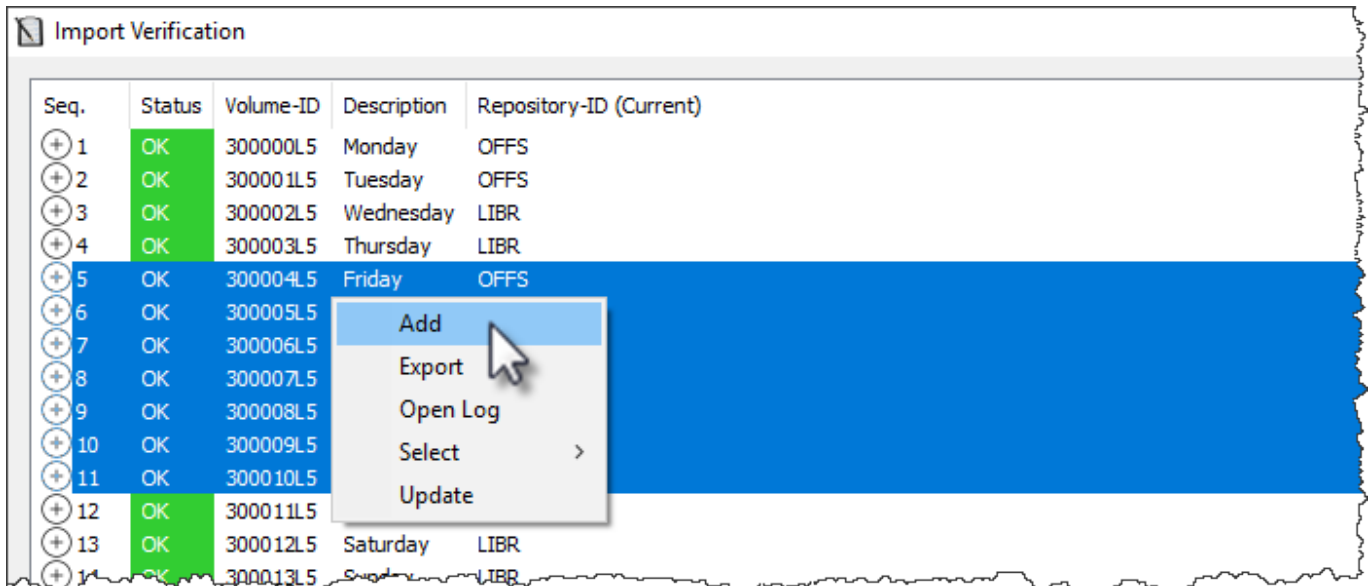 Import Verification
Seq. Status Volume-ID Description Repository-ID (Current)
1 OK 300000L5 Monday OFFS
2 OK 300001L5 Tuesday OFFS
3 OK 300002L5 Wednesday LIBR
4 OK 300003L5 Thursday LIBR
5 OK 300004L5 Friday OFFS
6 OK 300005L5
Add
7 OK 300006L5
Export
8 OK 300007L5
9 OK 300008L5
Open Log
10 OK 300009L5
Select >
11 OK 300010L5
Update
12 OK 300011L5
13 OK 300012L5 Saturday LIBR
14 OK 300013L5 Sunday LIBR